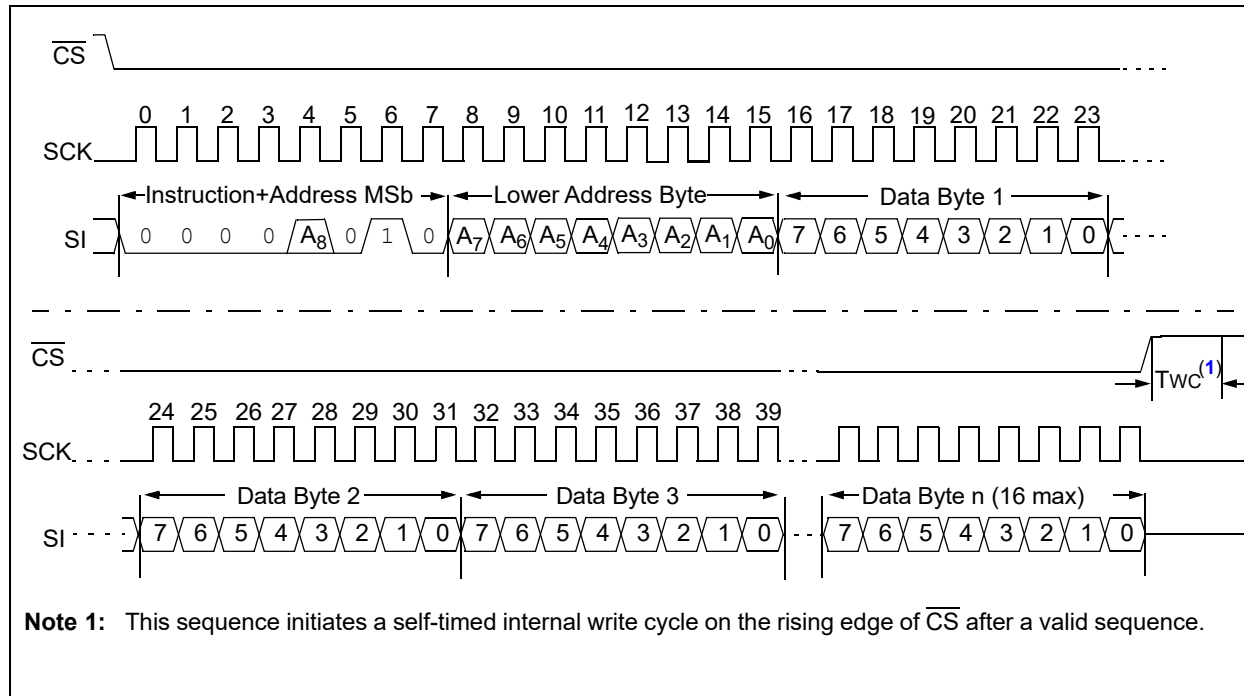 CS
0 1 2 3 4 5 6 7 8 9 10 11 12 13 14 15 16 17 18 19 20 21 22 23
SCK
Instruction+Address MSb Lower Address Byte Data Byte 1
SI 0 0 0 0 A8 0 1 0 A7 A6 A5 A4 A3 A2 A1 A0 7 6 5 4 3 2 1 0
CS
TWC(1)
24 25 26 27 28 29 30 31 32 33 34 35 36 37 38 39
SCK
Data Byte 2 Data Byte 3 Data Byte n (16 max)
SI 7 6 5 4 3 2 1 0 7 6 5 4 3 2 1 0 7 6 5 4 3 2 1 0
Note 1: This sequence initiates a self-timed internal write cycle on the rising edge of CS after a valid sequence.